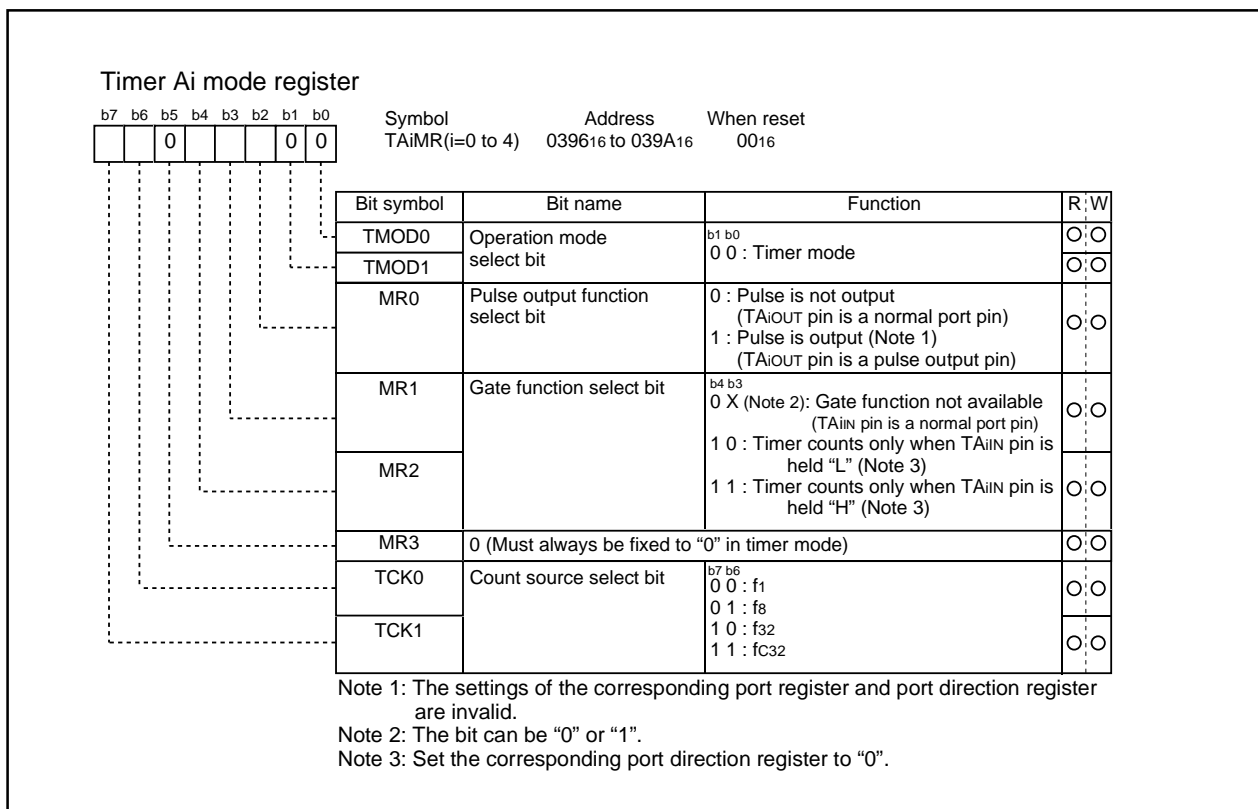 Timer Ai mode register
b7 b6 b5 b4 b3 b2 b1 b0
Symbol Address When reset
TAiMR(i=0 to 4) 039616 to 039A16 0016
0 0 0
Bit symbol Bit name Function R W
TMOD0 Operation mode select bit b1 b0
0 0 : Timer mode
TMOD1
MR0 Pulse output function select bit 0 : Pulse is not output
(TAiOUT pin is a normal port pin)
1 : Pulse is output (Note 1)
(TAiOUT pin is a pulse output pin)
MR1 Gate function select bit b4 b3
0 X (Note 2): Gate function not available
(TAiIN pin is a normal port pin)
1 0 : Timer counts only when TAiIN pin is
held “L” (Note 3)
MR2
1 1 : Timer counts only when TAiIN pin is
held “H” (Note 3)
MR3 0 (Must always be fixed to “0” in timer mode)
TCK0 Count source select bit b7 b6
0 0 : f1
0 1 : f8
TCK1
1 0 : f32
1 1 : fC32
Note 1: The settings of the corresponding port register and port direction register
are invalid.
Note 2: The bit can be “0” or “1”.
Note 3: Set the corresponding port direction register to “0”.